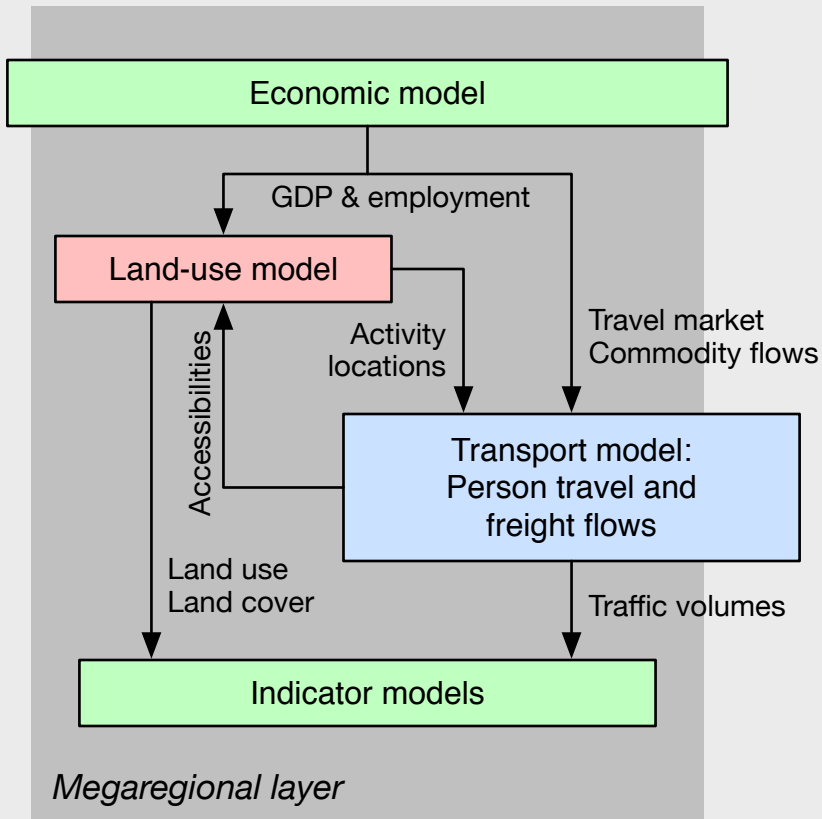 Economic model
GDP & employment
Land-use model
Activity
locations
Travel market
Commodity flows
Accessibilities
Transport model:
Person travel and
freight flows
Land use
Land cover
Traffic volumes
Indicator models
Megaregional layer